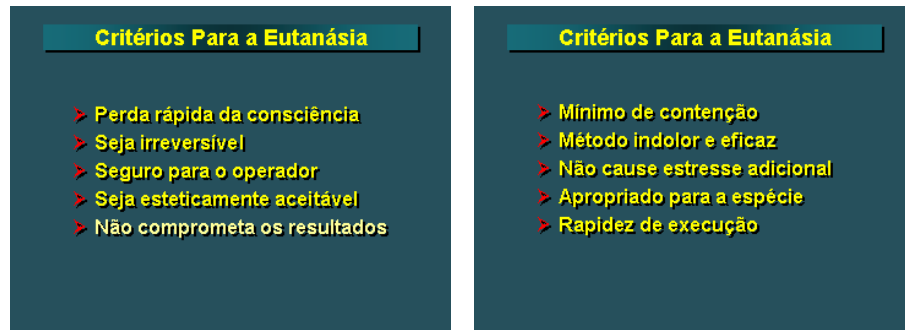 Critérios Para a Eutanásia
Perda rápida da consciência
Seja irreversível
Seguro para o operador
Seja esteticamente aceitável
Não comprometa os resultados
Critérios Para a Eutanásia
Mínimo de contenção
Método indolor e eficaz
Não cause estresse adicional
Apropriado para a espécie
Rapidez de execução